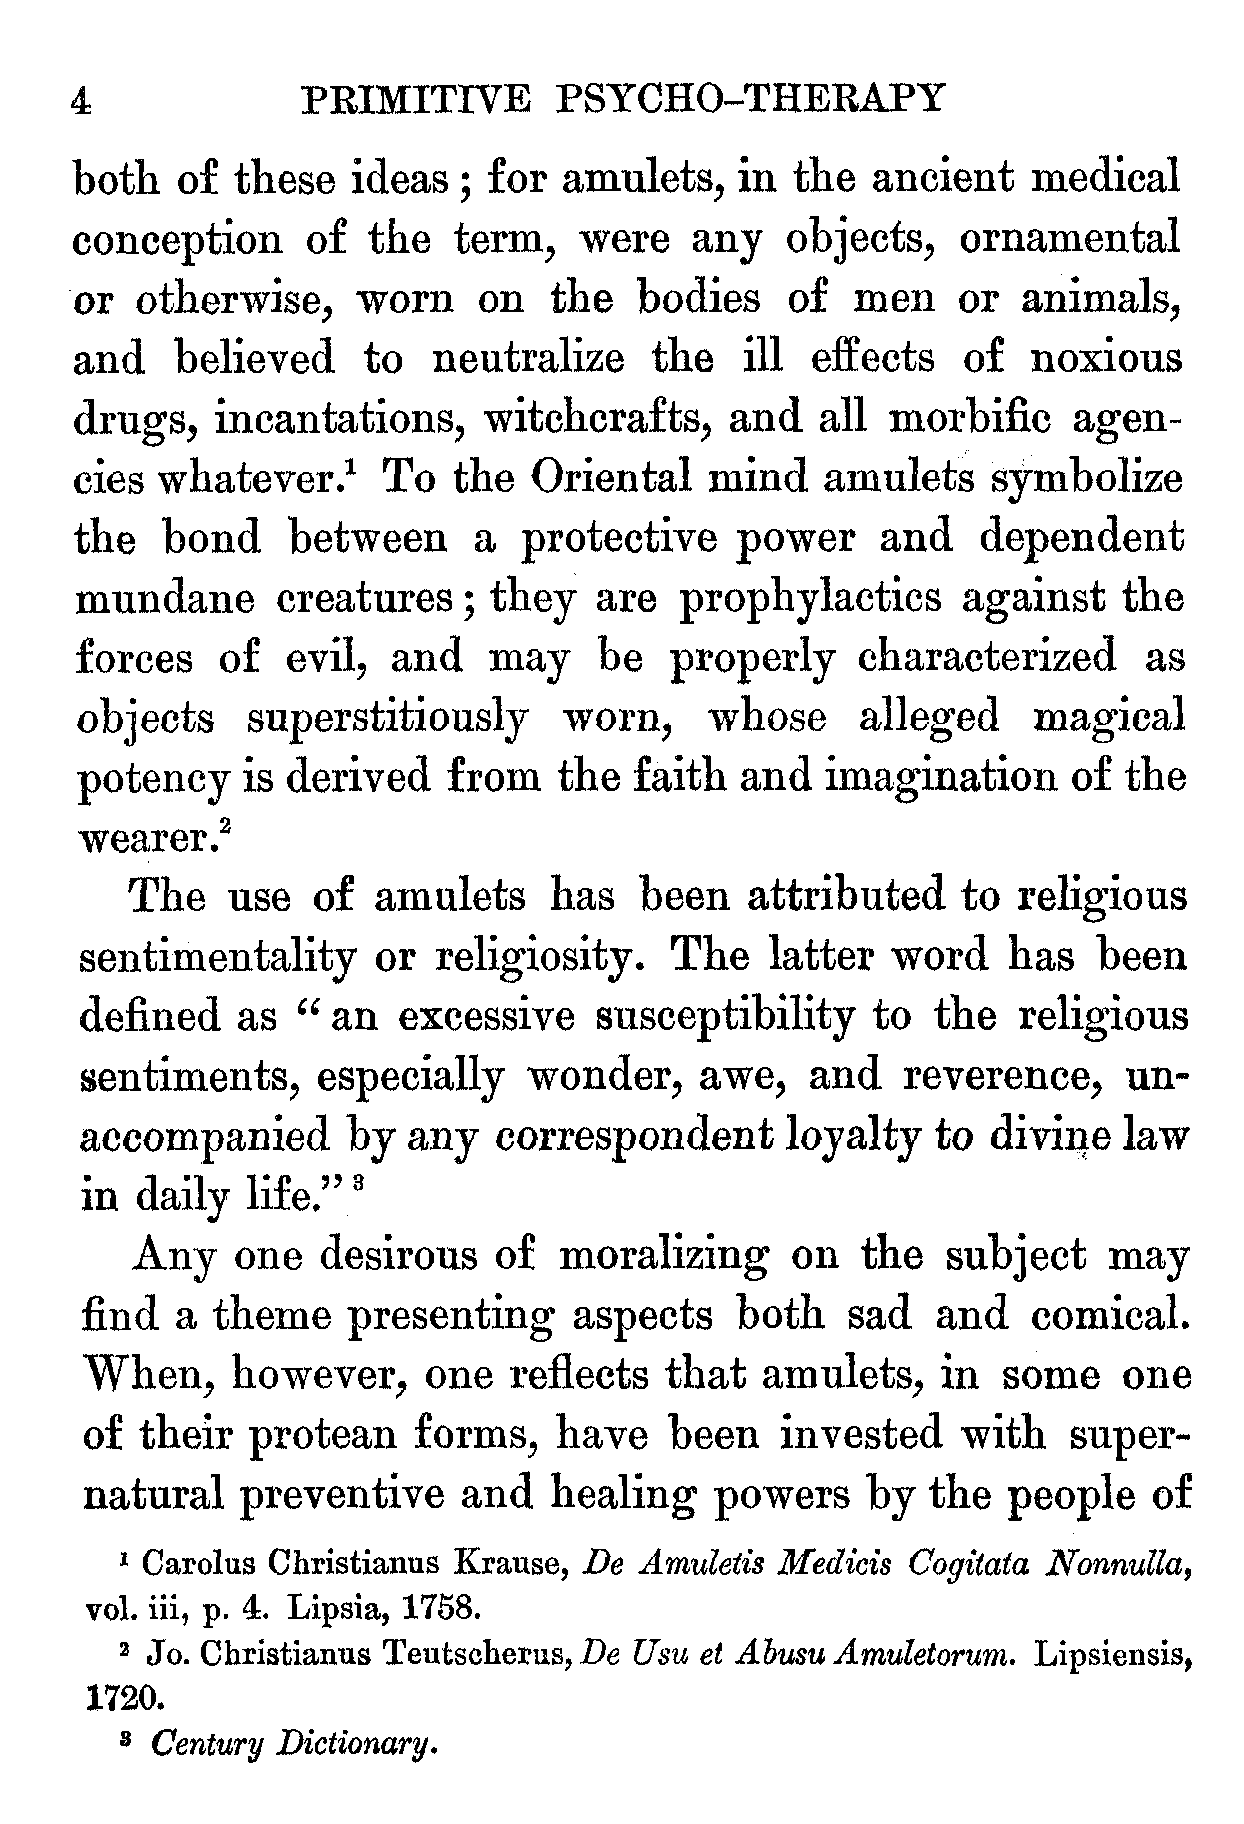 4 PRIMITIVE PSYCHO-THERAPY
both of these ideas; for amulets, in the ancient medical
conception of the term, were any objects, ornamental
or otherwise, worn on the bodies of men or animals,
and believed to neutralize the ill effects of noxious
drugs, incantations, witchcrafts, and all morbific agen-
cies whatever.¹ To the Oriental mind amulets symbolize
the bond between a protective power and dependent
mundane creatures; they are prophylactics against the
forces of evil, and may be properly characterized as
objects superstitiously worn, whose alleged magical
potency is derived from the faith and imagination of the
wearer.²
The use of amulets has been attributed to religious
sentimentality or religiosity. The latter word has been
defined as “an excessive susceptibility to the religious
sentiments, especially wonder, awe, and reverence, un-
accompanied by any correspondent loyalty to divine law
in daily life.” ³
Any one desirous of moralizing on the subject may
find a theme presenting aspects both sad and comical.
When, however, one reflects that amulets, in some one
of their protean forms, have been invested with super-
natural preventive and healing powers by the people of
¹ Carolus Christianus Krause, De Amuletis Medicis Cogitata Nonnulla,
vol. iii, p. 4. Lipsia, 1758.
² Jo. Christianus Teutscherus, De Usu et Abusu Amuletorum. Lipsiensis,
1720.
³ Century Dictionary.